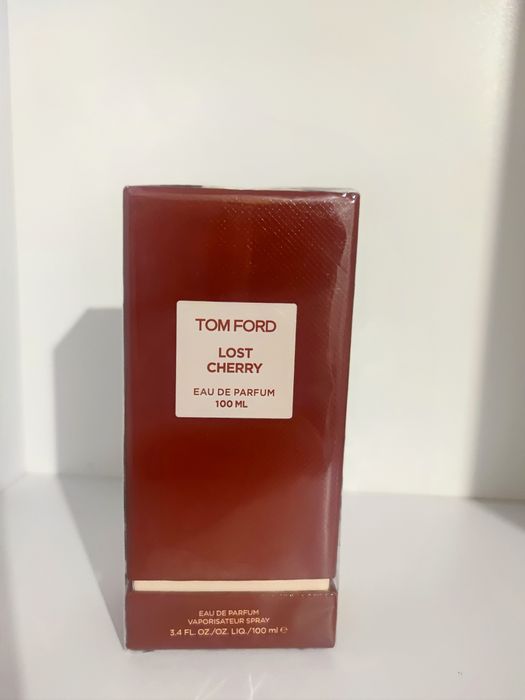 TOM FORD
LOST
CHERRY
EAU DE PARFUM
100 ML
EAU DE PARFUM
VAPORISATEUR SPRAY
3.4 FL. OZ./OZ. LIQ./100 ml ℮